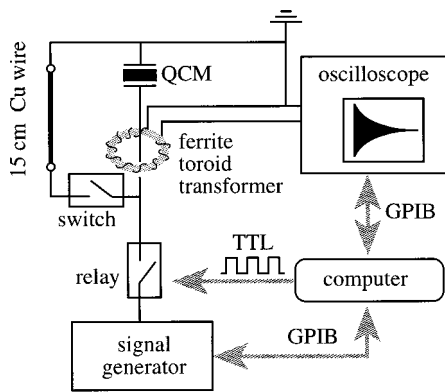 QCM
oscilloscope
15 cm Cu wire
ferrite
toroid
transformer
switch
GPIB
TTL
relay
computer
GPIB
signal
generator